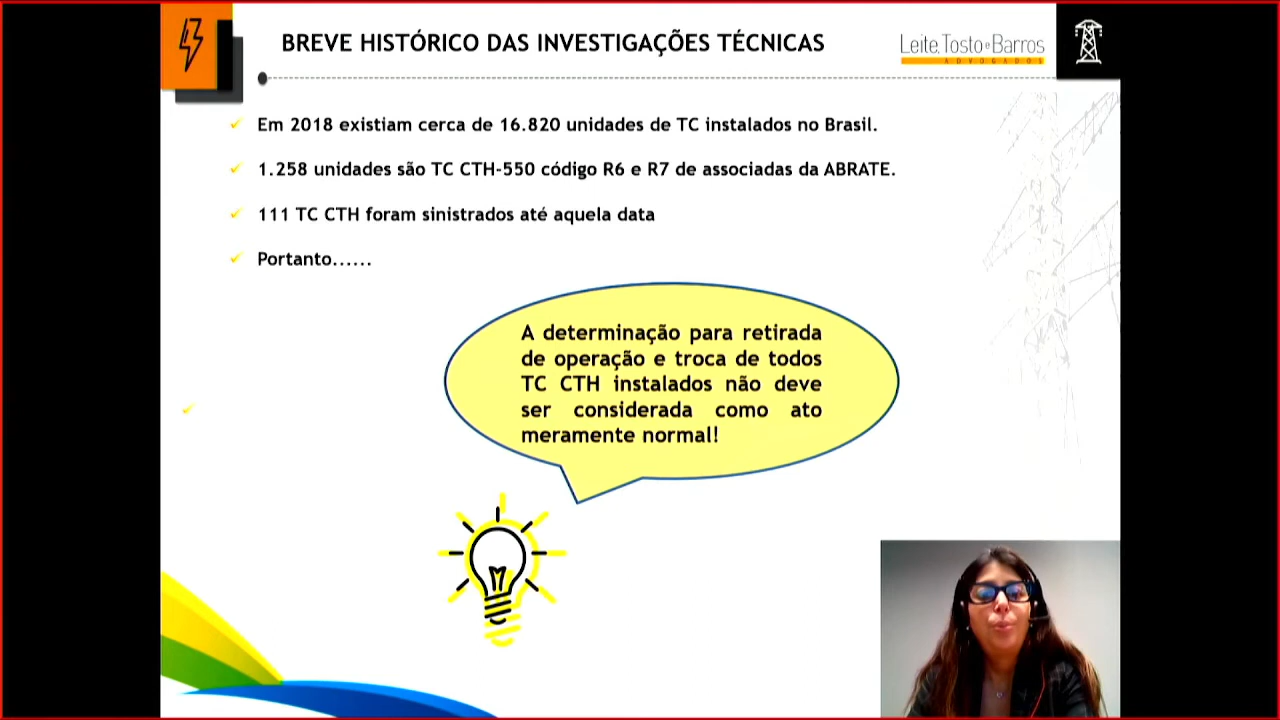 BREVE HISTÓRICO DAS INVESTIGAÇÕES TÉCNICAS
Leite, Tosto e Barros
ADVOGADOS
Em 2018 existiam cerca de 16.820 unidades de TC instalados no Brasil.
1.258 unidades são TC CTH-550 código R6 e R7 de associadas da ABRATE.
111 TC CTH foram sinistrados até aquela data
Portanto......
A determinação para retirada
de operação e troca de todos
TC CTH instalados não deve
ser considerada como ato
meramente normal!